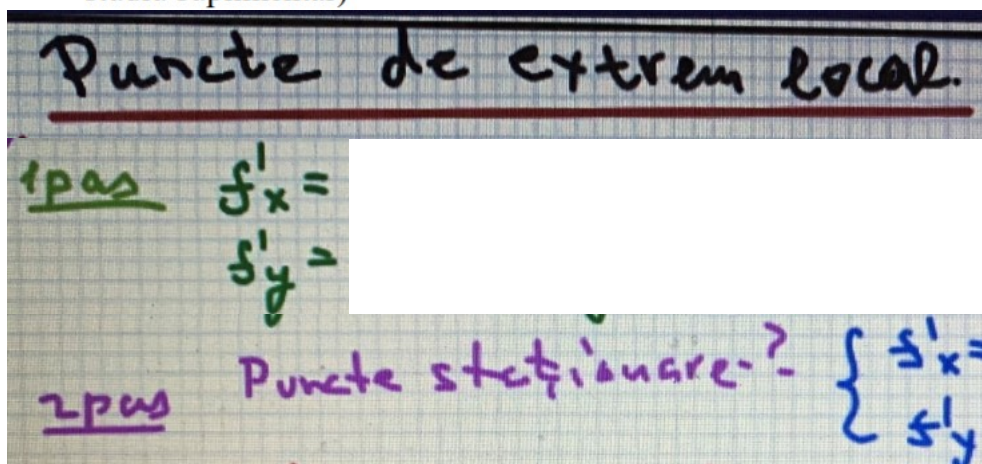 Puncte de extrem local.
1pas f'x =
f'y =
2pas Puncte staționare? { f'x =
f'y